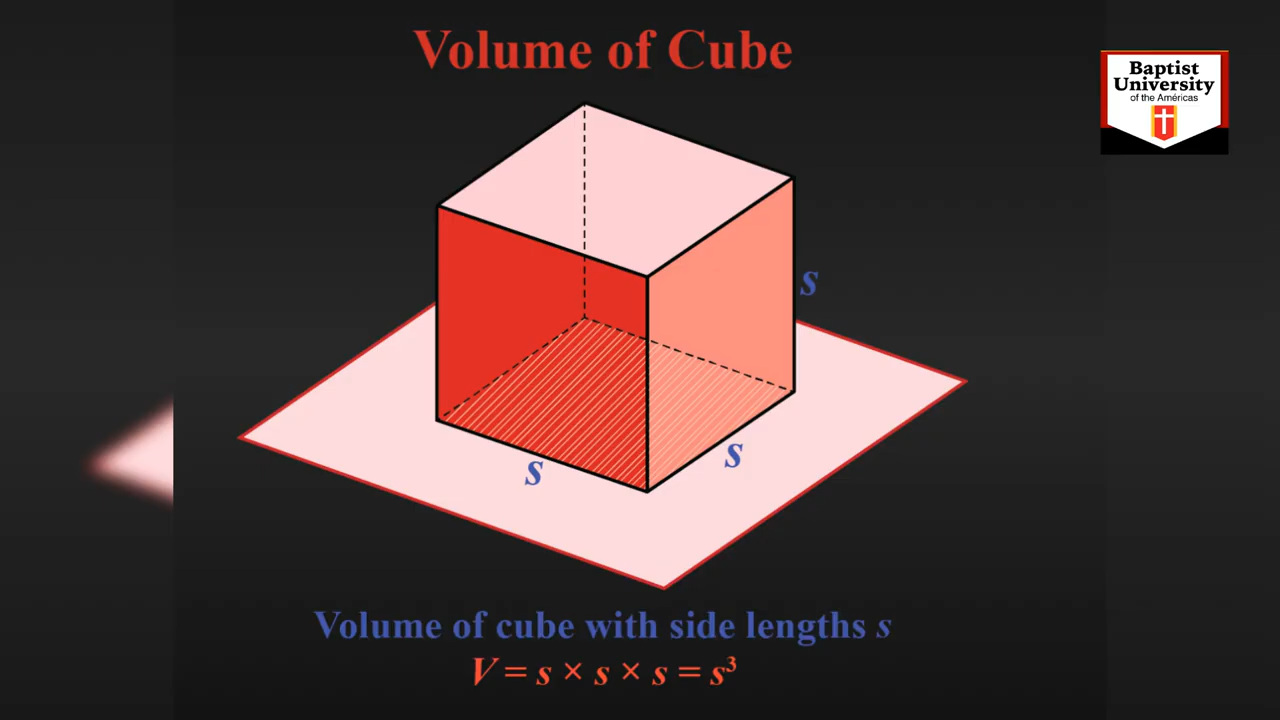 Volume of Cube
Baptist
University
of the Américas
s
s
s
Volume of cube with side lengths s
V = s × s × s = s³